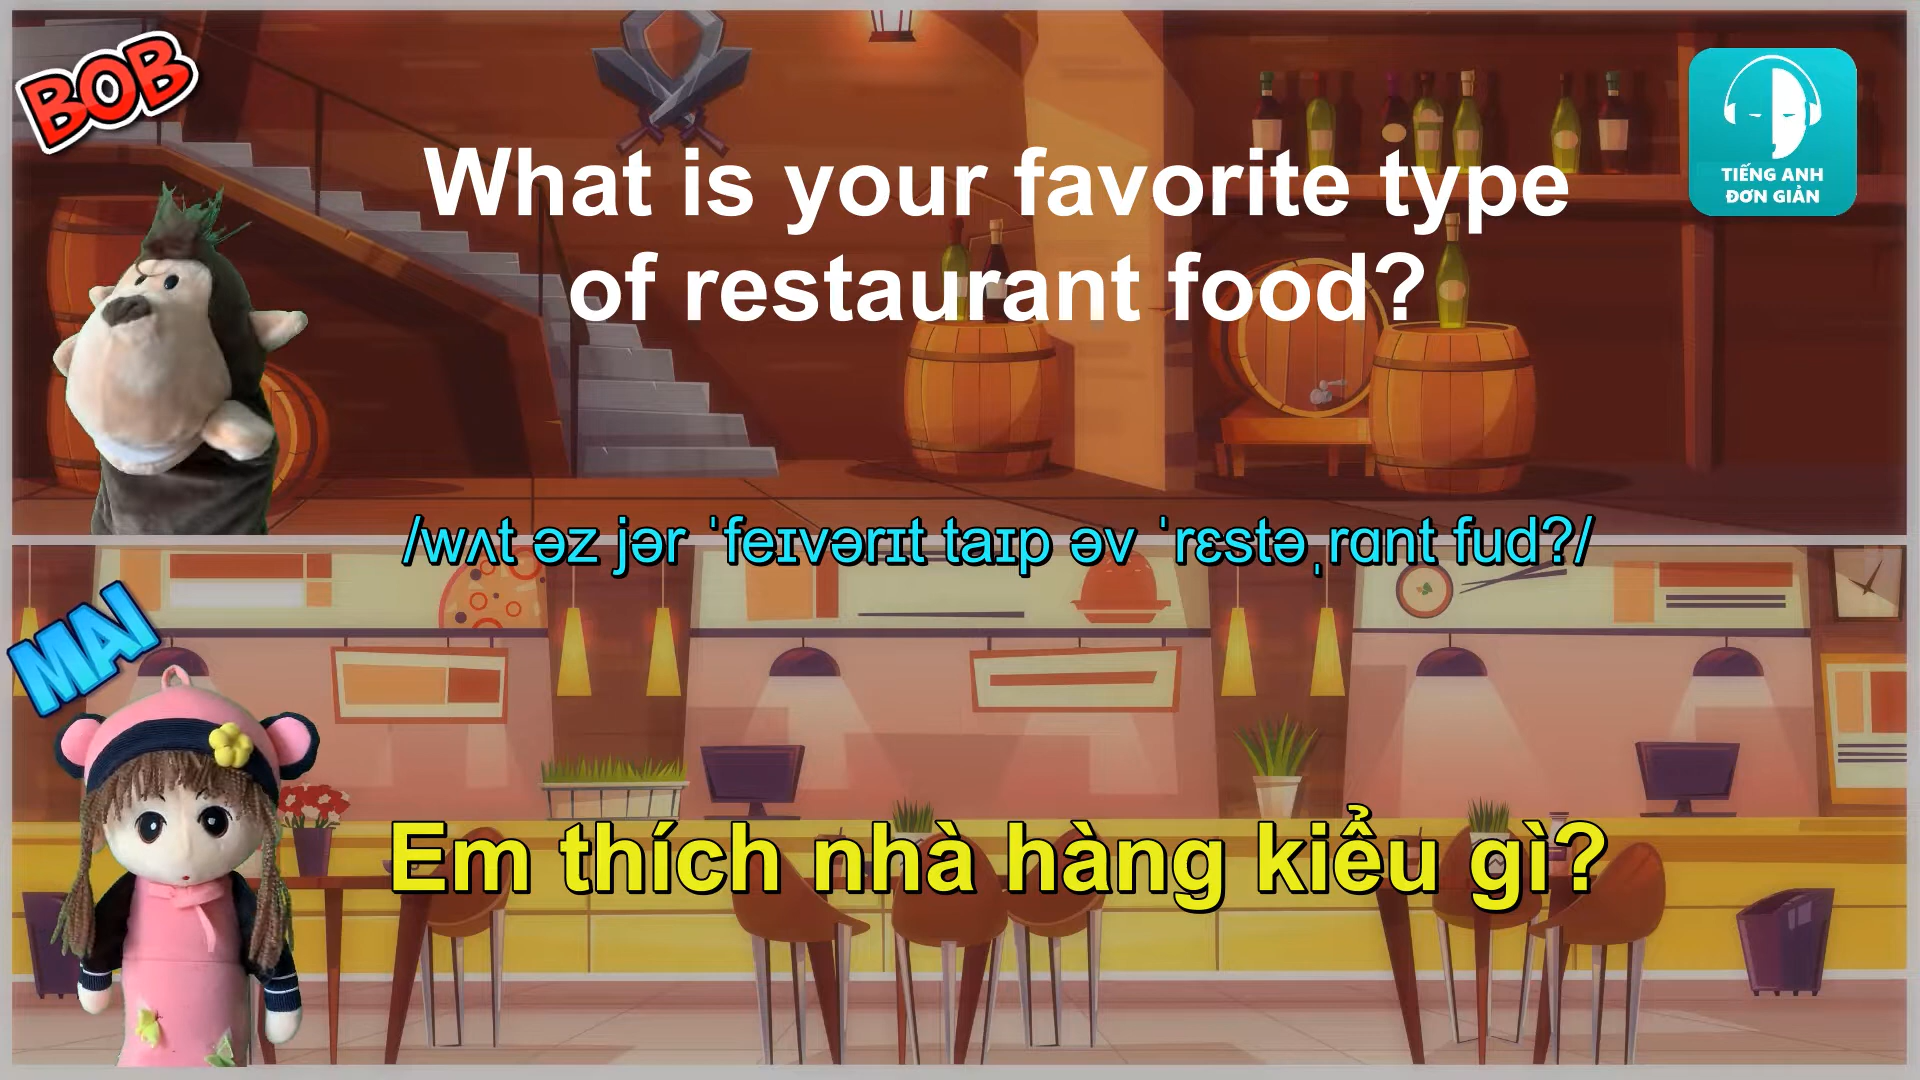 BOB
TIẾNG ANH
ĐƠN GIẢN
What is your favorite type
of restaurant food?
/wʌt əz jər ˈfeɪvərɪt taɪp əv ˈrɛstəˌrɑnt fud?/
MAI
Em thích nhà hàng kiểu gì?